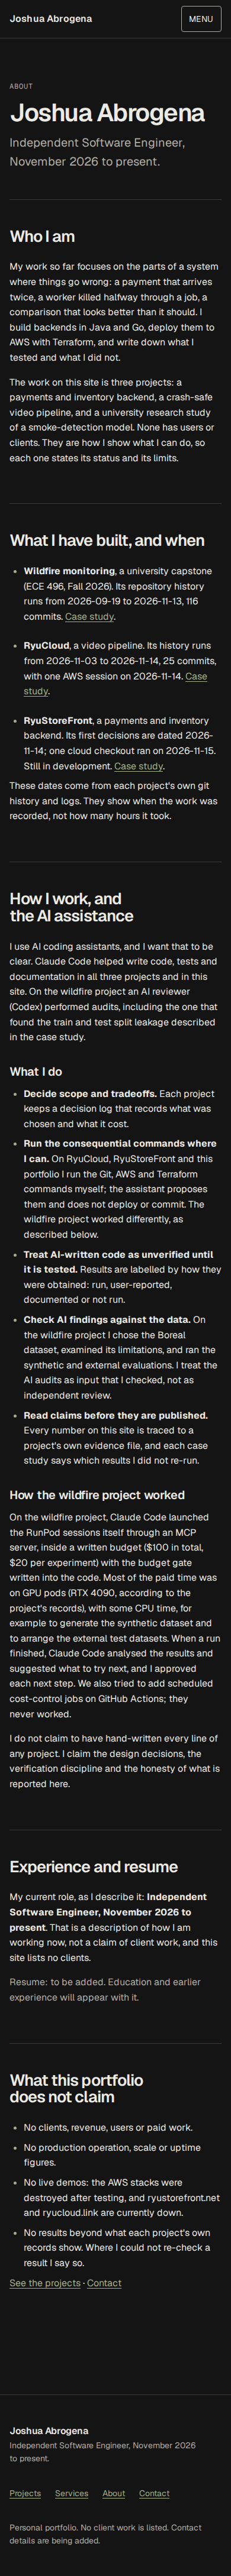 Joshua Abrogena
MENU
ABOUT
Joshua Abrogena
Independent Software Engineer,
November 2026 to present.
Who I am
My work so far focuses on the parts of a system
where things go wrong: a payment that arrives
twice, a worker killed halfway through a job, a
comparison that looks better than it should. I
build backends in Java and Go, deploy them to
AWS with Terraform, and write down what I
tested and what I did not.
The work on this site is three projects: a
payments and inventory backend, a crash-safe
video pipeline, and a university research study
of a smoke-detection model. None has users or
clients. They are how I show what I can do, so
each one states its status and its limits.
What I have built, and when
Wildfire monitoring, a university capstone
(ECE 496, Fall 2026). Its repository history
runs from 2026-09-19 to 2026-11-13, 116
commits. Case study.
RyuCloud, a video pipeline. Its history runs
from 2026-11-03 to 2026-11-14, 25 commits,
with one AWS session on 2026-11-14. Case
study.
RyuStoreFront, a payments and inventory
backend. Its first decisions are dated 2026-
11-14; one cloud checkout ran on 2026-11-15.
Still in development. Case study.
These dates come from each project's own git
history and logs. They show when the work was
recorded, not how many hours it took.
How I work, and
the AI assistance
I use AI coding assistants, and I want that to be
clear. Claude Code helped write code, tests and
documentation in all three projects and in this
site. On the wildfire project an AI reviewer
(Codex) performed audits, including the one that
found the train and test split leakage described
in the case study.
What I do
Decide scope and tradeoffs. Each project
keeps a decision log that records what was
chosen and what it cost.
Run the consequential commands where
I can. On RyuCloud, RyuStoreFront and this
portfolio I run the Git, AWS and Terraform
commands myself; the assistant proposes
them and does not deploy or commit. The
wildfire project worked differently, as
described below.
Treat AI-written code as unverified until
it is tested. Results are labelled by how they
were obtained: run, user-reported,
documented or not run.
Check AI findings against the data. On
the wildfire project I chose the Boreal
dataset, examined its limitations, and ran the
synthetic and external evaluations. I treat the
AI audits as input that I checked, not as
independent review.
Read claims before they are published.
Every number on this site is traced to a
project's own evidence file, and each case
study says which results I did not re-run.
How the wildfire project worked
On the wildfire project, Claude Code launched
the RunPod sessions itself through an MCP
server, inside a written budget ($100 in total,
$20 per experiment) with the budget gate
written into the code. Most of the paid time was
on GPU pods (RTX 4090, according to the
project's records), with some CPU time, for
example to generate the synthetic dataset and
to arrange the external test datasets. When a run
finished, Claude Code analysed the results and
suggested what to try next, and I approved
each next step. We also tried to add scheduled
cost-control jobs on GitHub Actions; they
never worked.
I do not claim to have hand-written every line of
any project. I claim the design decisions, the
verification discipline and the honesty of what is
reported here.
Experience and resume
My current role, as I describe it: Independent
Software Engineer, November 2026 to
present. That is a description of how I am
working now, not a claim of client work, and this
site lists no clients.
Resume: to be added. Education and earlier
experience will appear with it.
What this portfolio
does not claim
No clients, revenue, users or paid work.
No production operation, scale or uptime
figures.
No live demos: the AWS stacks were
destroyed after testing, and ryustorefront.net
and ryucloud.link are currently down.
No results beyond what each project's own
records show. Where I could not re-check a
result I say so.
See the projects · Contact
Joshua Abrogena
Independent Software Engineer, November 2026
to present.
Projects Services About Contact
Personal portfolio. No client work is listed. Contact
details are being added.